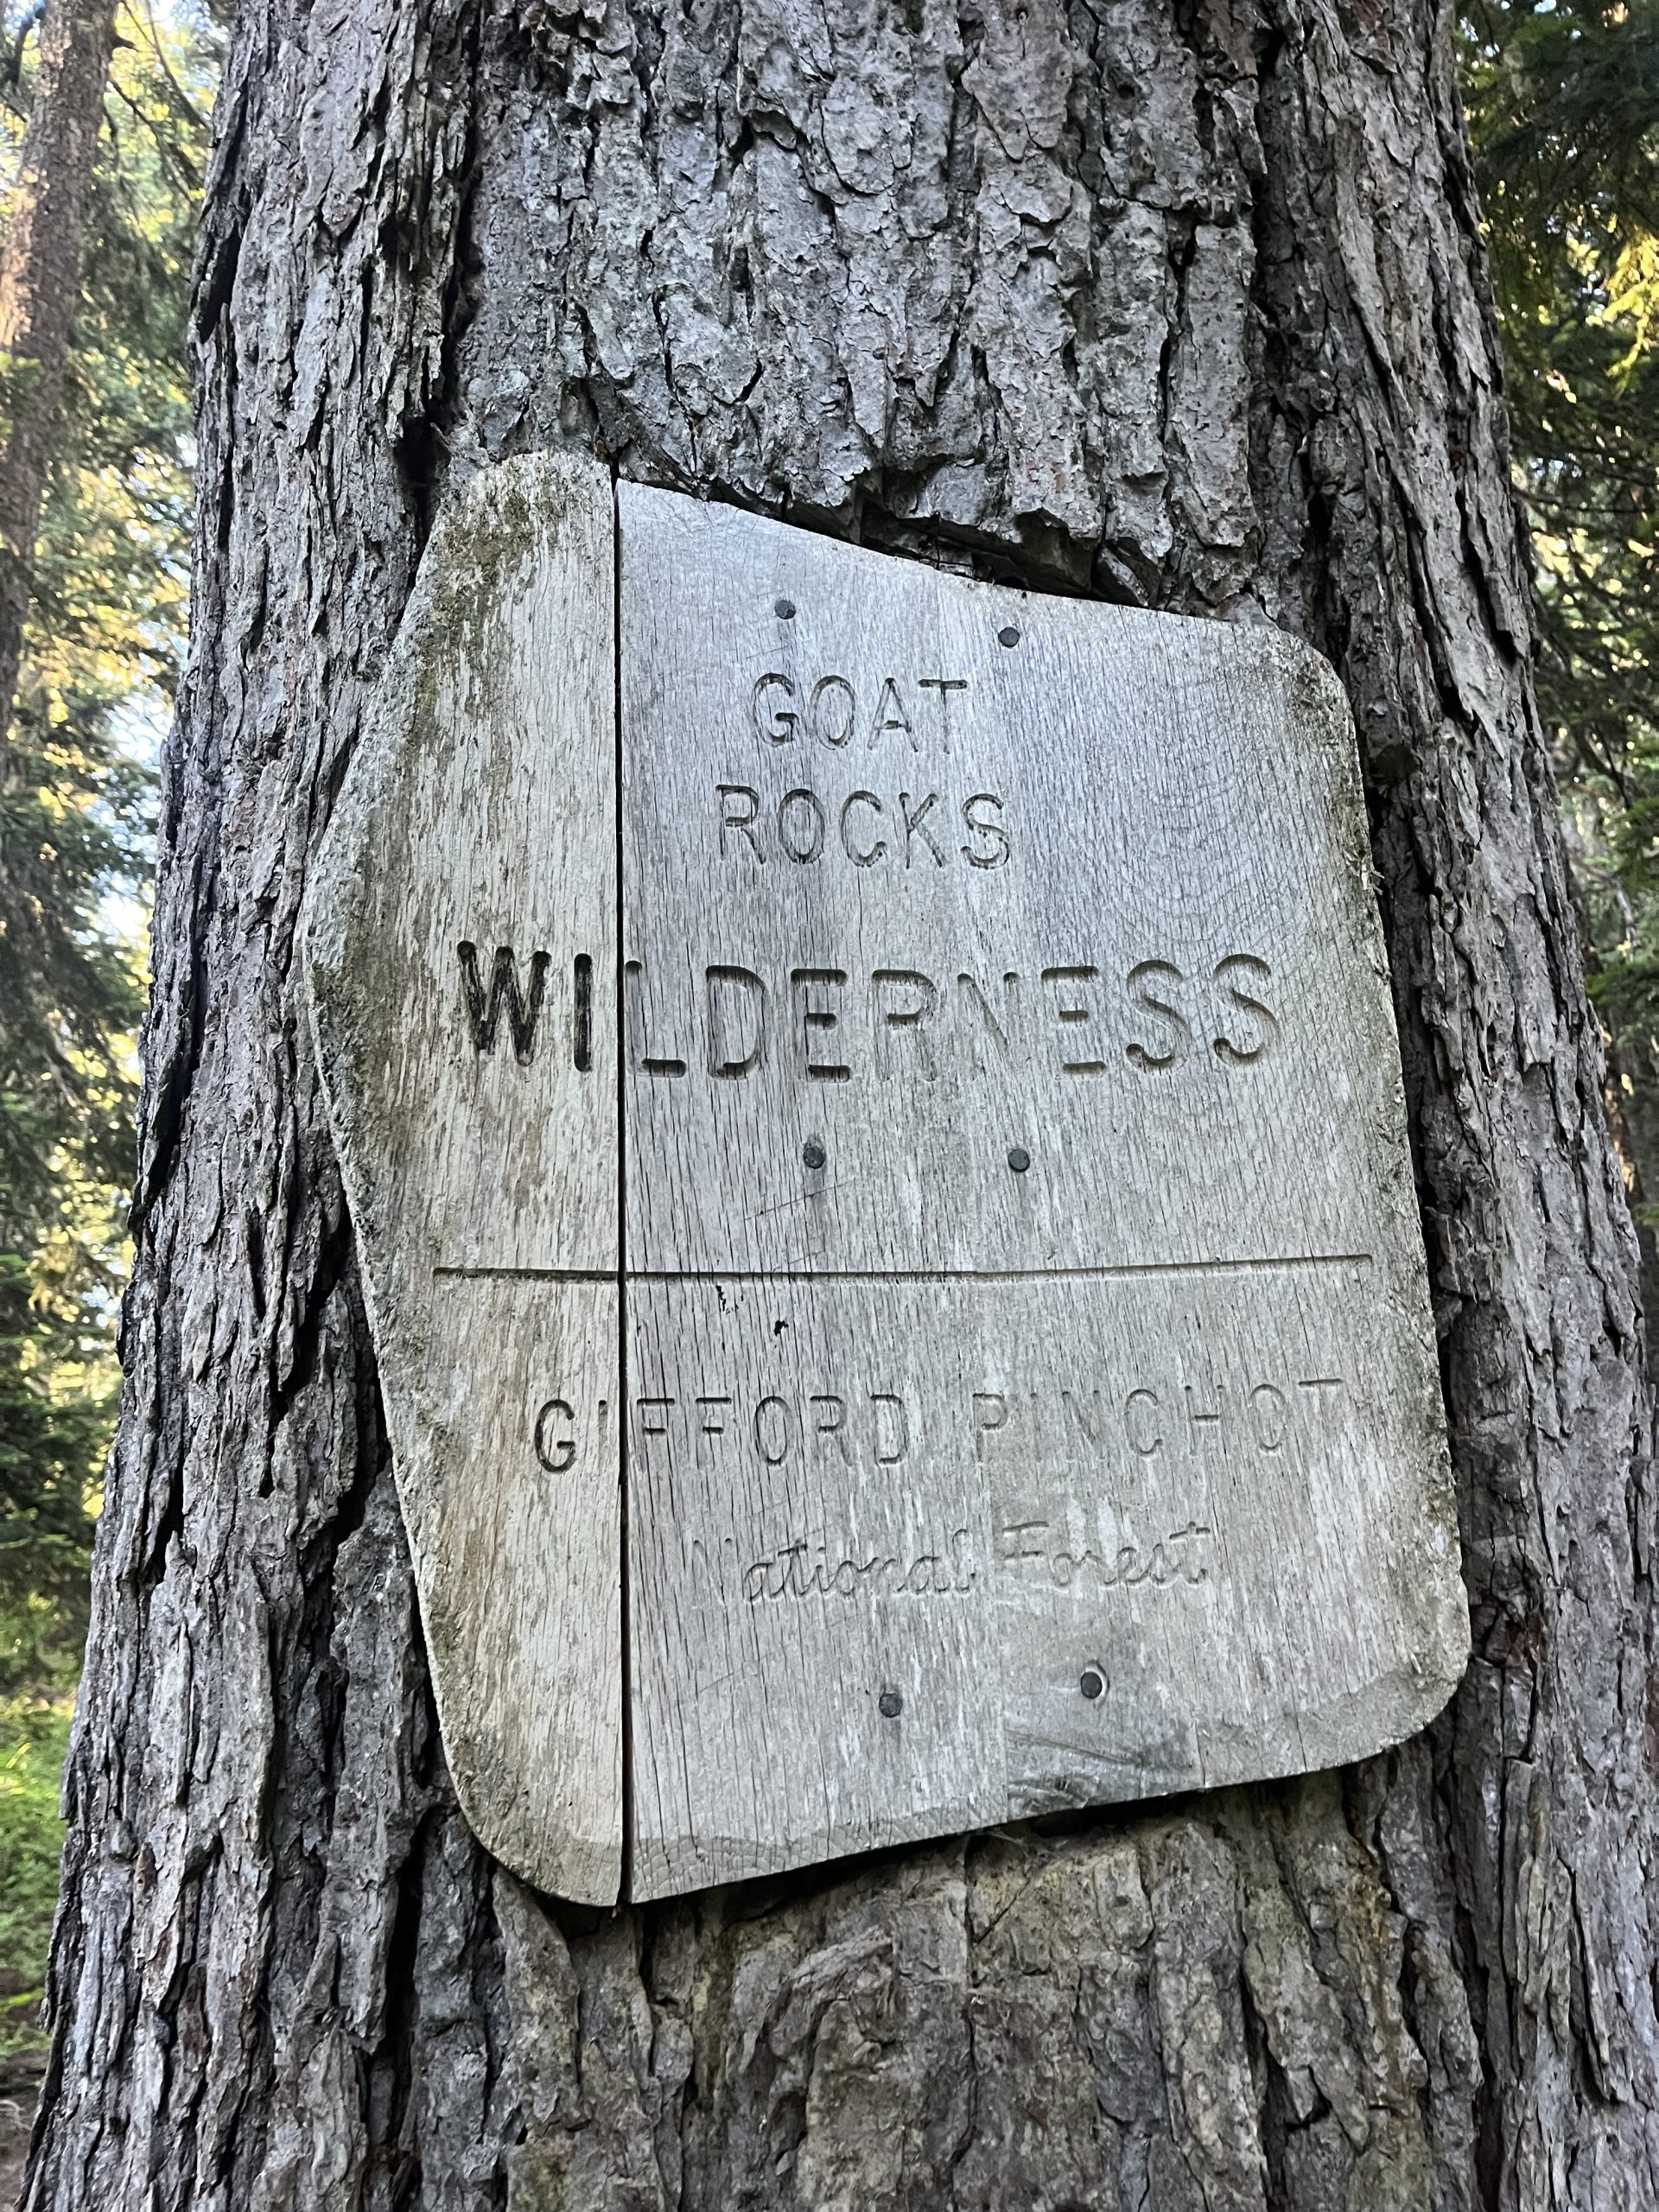 GOAT
ROCKS
WILDERNESS
GIFFORD PINCHOT
National Forest